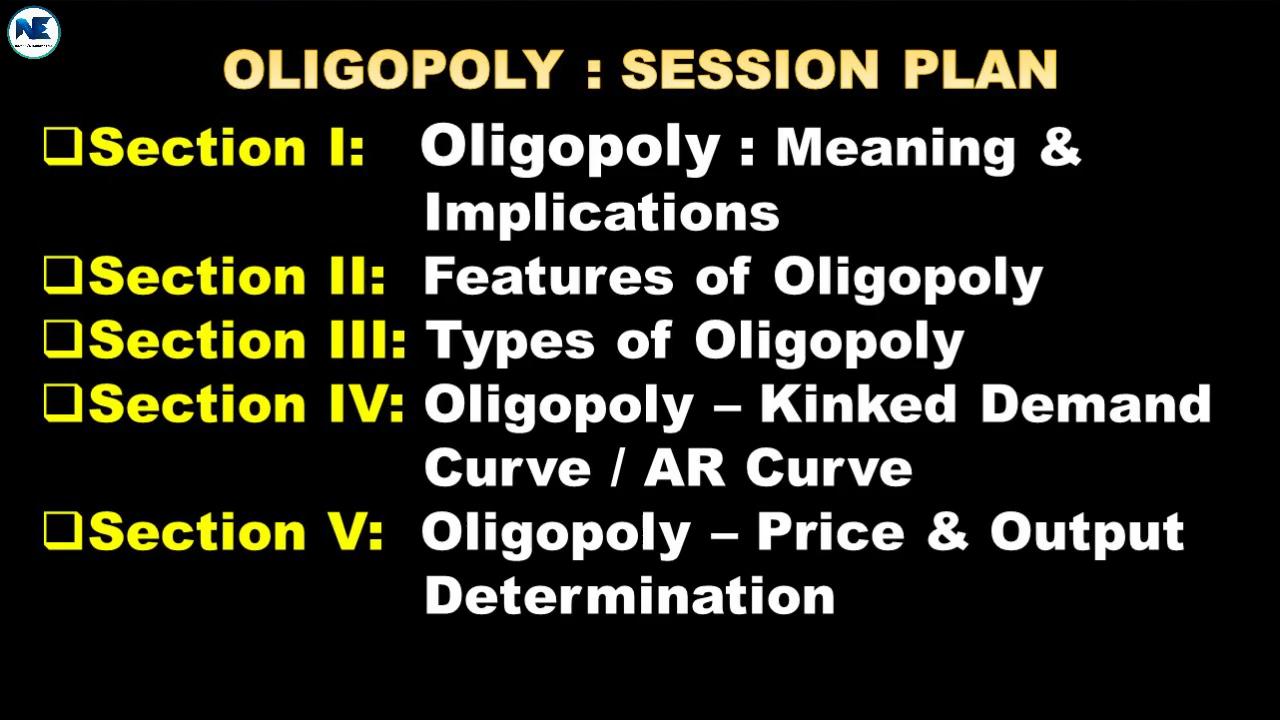 NE
OLIGOPOLY : SESSION PLAN
❑Section I: Oligopoly : Meaning &
Implications
❑Section II: Features of Oligopoly
❑Section III: Types of Oligopoly
❑Section IV: Oligopoly – Kinked Demand
Curve / AR Curve
❑Section V: Oligopoly – Price & Output
Determination